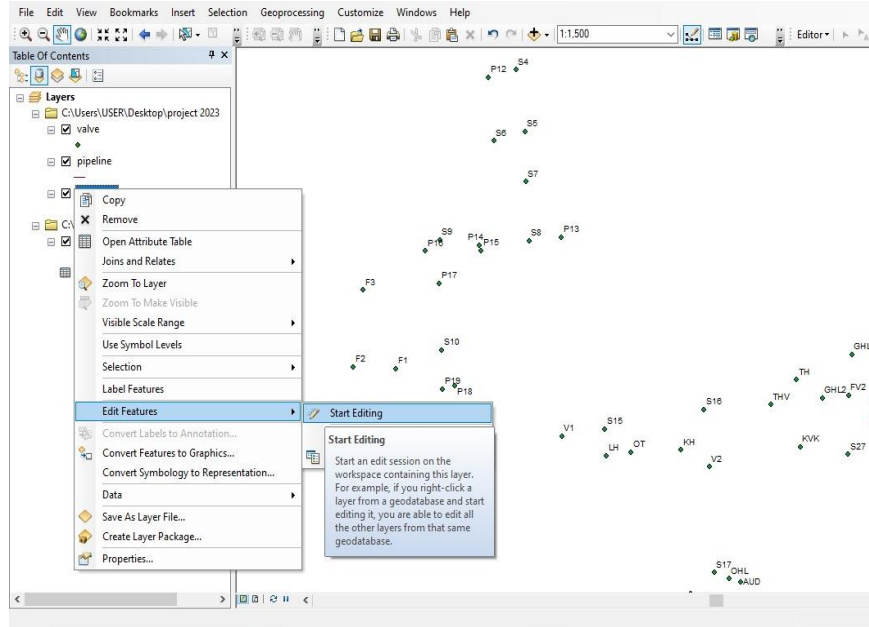 File Edit View Bookmarks Insert Selection Geoprocessing Customize Windows Help
1:1,500
Editor
Table Of Contents
Layers
C:\Users\USER\Desktop\project 2023
valve
pipeline
C:\
Copy
Remove
Open Attribute Table
Joins and Relates
Zoom To Layer
Zoom To Make Visible
Visible Scale Range
Use Symbol Levels
Selection
Label Features
Edit Features
Convert Labels to Annotation...
Convert Features to Graphics...
Convert Symbology to Representation...
Data
Save As Layer File...
Create Layer Package...
Properties...
Start Editing
Start Editing
Start an edit session on the
workspace containing this layer.
For example, if you right-click a
layer from a geodatabase and start
editing it, you are able to edit all
the other layers from that same
geodatabase.
P12 S4
S6 S5
S7
P16 S9 P14 P15 S8 P13
F3 P17
S10
F2 F1
P19 P18
GHL
TH
THV GHL2 FV2
S16
V1 S15
LH OT KH
V2
KVK S27
S17 OHL
AUD